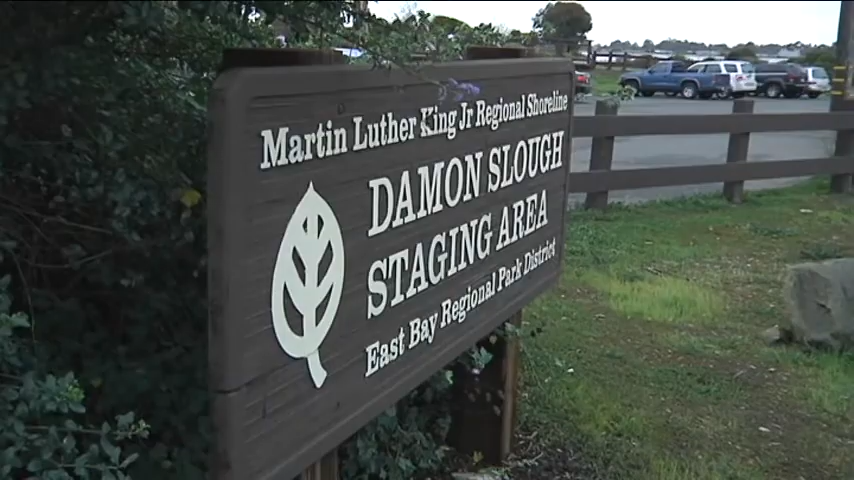 Martin Luther King Jr Regional Shoreline
DAMON SLOUGH
STAGING AREA
East Bay Regional Park District